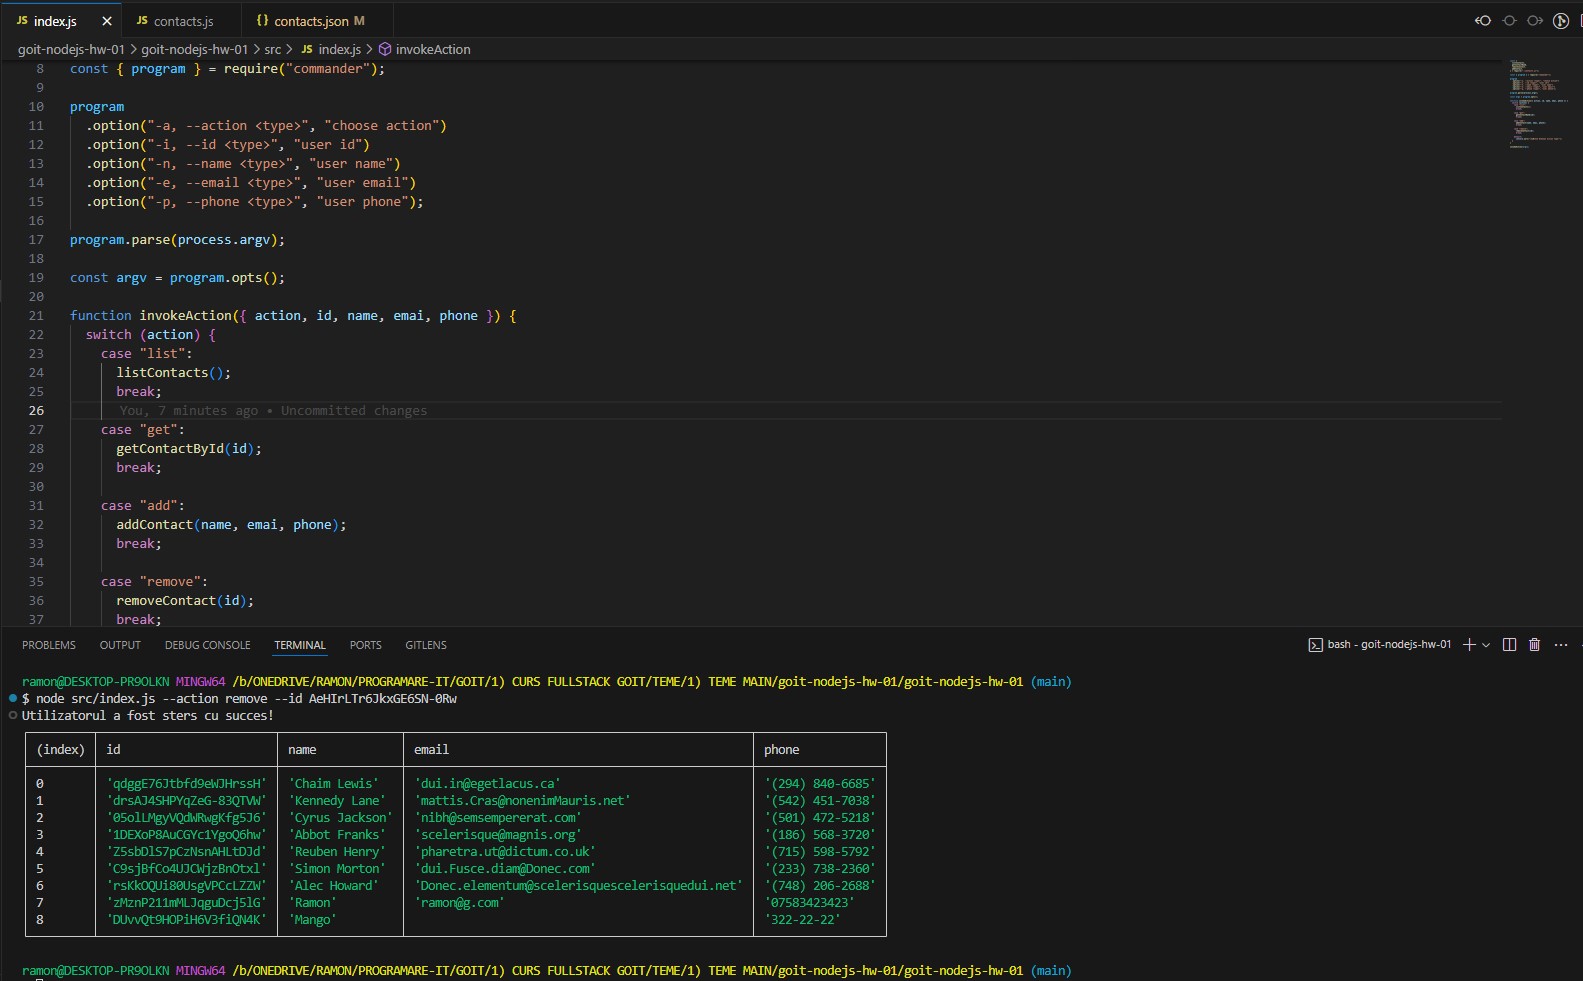 JS index.js × JS contacts.js {} contacts.json M
goit-nodejs-hw-01 > goit-nodejs-hw-01 > src > JS index.js > invokeAction
8 const { program } = require("commander");
9
10 program
11 .option("-a, --action <type>", "choose action")
12 .option("-i, --id <type>", "user id")
13 .option("-n, --name <type>", "user name")
14 .option("-e, --email <type>", "user email")
15 .option("-p, --phone <type>", "user phone");
16
17 program.parse(process.argv);
18
19 const argv = program.opts();
20
21 function invokeAction({ action, id, name, emai, phone }) {
22 switch (action) {
23 case "list":
24 listContacts();
25 break;
26 You, 7 minutes ago • Uncommitted changes
27 case "get":
28 getContactById(id);
29 break;
30
31 case "add":
32 addContact(name, emai, phone);
33 break;
34
35 case "remove":
36 removeContact(id);
37 break;
PROBLEMS OUTPUT DEBUG CONSOLE TERMINAL PORTS GITLENS bash - goit-nodejs-hw-01
ramon@DESKTOP-PR9OLKN MINGW64 /b/ONEDRIVE/RAMON/PROGRAMARE-IT/GOIT/1) CURS FULLSTACK GOIT/TEME/1) TEME MAIN/goit-nodejs-hw-01/goit-nodejs-hw-01 (main)
$ node src/index.js --action remove --id AeHIrLTr6JkxGE6SN-0Rw
Utilizatorul a fost sters cu succes!
(index) id name email phone
0 'qdggE76Jtbfd9eWJHrssH' 'Chaim Lewis' 'dui.in@egetlacus.ca' '(294) 840-6685'
1 'drsAJ4SHPYqZeG-83QTVW' 'Kennedy Lane' 'mattis.Cras@nonenimMauris.net' '(542) 451-7038'
2 '05olLMgyVQdWRwgKfg5J6' 'Cyrus Jackson' 'nibh@semsempererat.com' '(501) 472-5218'
3 '1DEXoP8AuCGYc1YgoQ6hw' 'Abbot Franks' 'scelerisque@magnis.org' '(186) 568-3720'
4 'Z5sbDlS7pCzNsnAHLtDJd' 'Reuben Henry' 'pharetra.ut@dictum.co.uk' '(715) 598-5792'
5 'C9sjBfCo4UJCWjzBnOtxl' 'Simon Morton' 'dui.Fusce.diam@Donec.com' '(233) 738-2360'
6 'rsKkOQUi80UsgVPCcLZZW' 'Alec Howard' 'Donec.elementum@scelerisquescelerisquedui.net' '(748) 206-2688'
7 'zMznP211mMLJqguDcj5lG' 'Ramon' 'ramon@g.com' '07583423423'
8 'DUvvQt9HOPiH6V3fiQN4K' 'Mango' '322-22-22'
ramon@DESKTOP-PR9OLKN MINGW64 /b/ONEDRIVE/RAMON/PROGRAMARE-IT/GOIT/1) CURS FULLSTACK GOIT/TEME/1) TEME MAIN/goit-nodejs-hw-01/goit-nodejs-hw-01 (main)